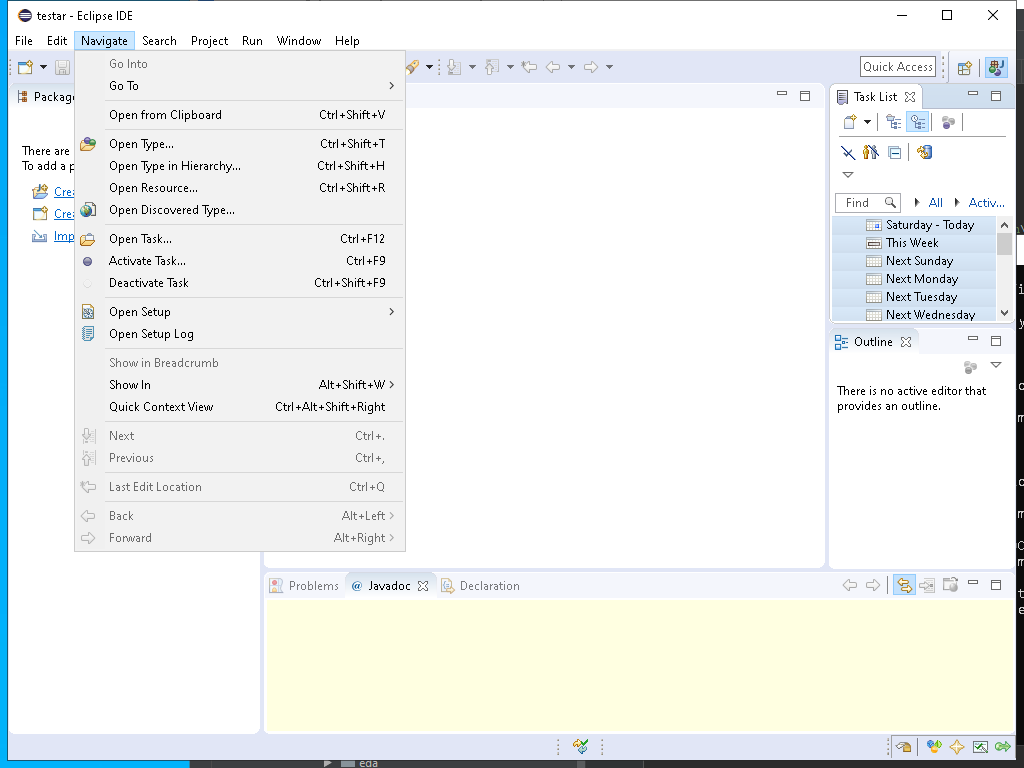 testar - Eclipse IDE
File Edit Navigate Search Project Run Window Help
Quick Access
Go Into
Go To
Open from Clipboard Ctrl+Shift+V
Open Type... Ctrl+Shift+T
Open Type in Hierarchy... Ctrl+Shift+H
Open Resource... Ctrl+Shift+R
Open Discovered Type...
Open Task... Ctrl+F12
Activate Task... Ctrl+F9
Deactivate Task Ctrl+Shift+F9
Open Setup
Open Setup Log
Show in Breadcrumb
Show In Alt+Shift+W
Quick Context View Ctrl+Alt+Shift+Right
Next Ctrl+.
Previous Ctrl+,
Last Edit Location Ctrl+Q
Back Alt+Left
Forward Alt+Right
Packag
There are
To add a p
Crea
Crea
Imp
Task List
Find All Activ...
Saturday - Today
This Week
Next Sunday
Next Monday
Next Tuesday
Next Wednesday
Outline
There is no active editor that
provides an outline.
Problems @ Javadoc Declaration
eda